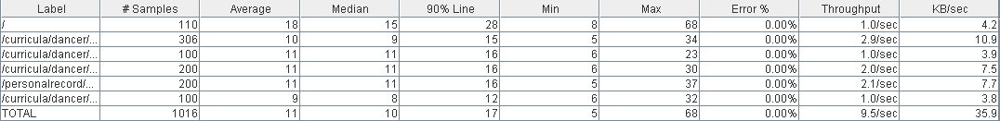 Label # Samples Average Median 90% Line Min Max Error % Throughput KB/sec
/ 110 18 15 28 8 68 0.00% 1.0/sec 4.2
/curricula/dancer/... 306 10 9 15 5 34 0.00% 2.9/sec 10.9
/curricula/dancer/... 100 11 11 16 6 23 0.00% 1.0/sec 3.9
/curricula/dancer/... 200 11 11 16 6 30 0.00% 2.0/sec 7.5
/personalrecord/... 200 11 11 16 5 37 0.00% 2.1/sec 7.7
/curricula/dancer/... 100 9 8 12 6 32 0.00% 1.0/sec 3.8
TOTAL 1016 11 10 17 5 68 0.00% 9.5/sec 35.9